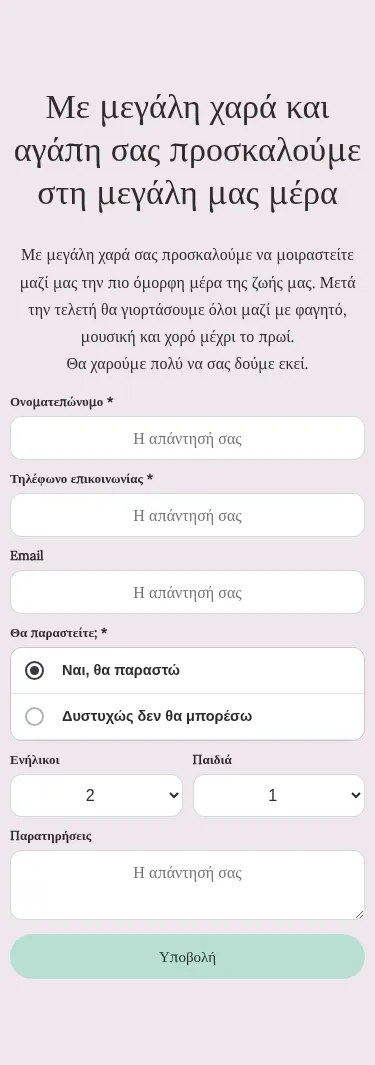 Με μεγάλη χαρά και
αγάπη σας προσκαλούμε
στη μεγάλη μας μέρα
Με μεγάλη χαρά σας προσκαλούμε να μοιραστείτε
μαζί μας την πιο όμορφη μέρα της ζωής μας. Μετά
την τελετή θα γιορτάσουμε όλοι μαζί με φαγητό,
μουσική και χορό μέχρι το πρωί.
Θα χαρούμε πολύ να σας δούμε εκεί.
Ονοματεπώνυμο *
Η απάντησή σας
Τηλέφωνο επικοινωνίας *
Η απάντησή σας
Email
Η απάντησή σας
Θα παραστείτε; *
Ναι, θα παραστώ
Δυστυχώς δεν θα μπορέσω
Ενήλικοι Παιδιά
2 1
Παρατηρήσεις
Η απάντησή σας
Υποβολή